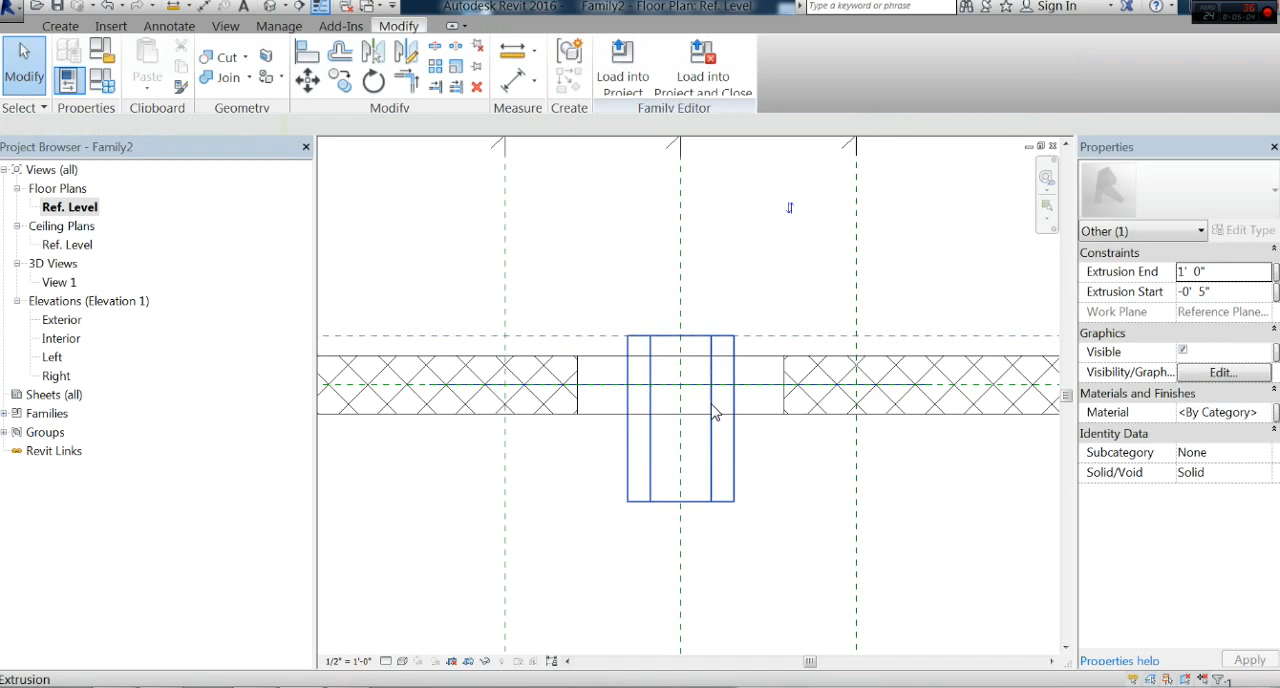 Autodesk Revit 2016 - Family2 - Floor Plan: Ref. Level
Type a keyword or phrase
Sign In
36
24 0:05:04
Create Insert Annotate View Manage Add-Ins Modify
Modify Paste Cut Join Load into Project Load into Project and Close
Select Properties Clipboard Geometry Modify Measure Create Family Editor
Project Browser - Family2
Views (all)
Floor Plans
Ref. Level
Ceiling Plans
Ref. Level
3D Views
View 1
Elevations (Elevation 1)
Exterior
Interior
Left
Right
Sheets (all)
Families
Groups
Revit Links
1/2" = 1'-0"
Properties
Other (1) Edit Type
Constraints
Extrusion End 1' 0"
Extrusion Start -0' 5"
Work Plane Reference Plane...
Graphics
Visible
Visibility/Graph... Edit...
Materials and Finishes
Material <By Category>
Identity Data
Subcategory None
Solid/Void Solid
Properties help Apply
Extrusion
:1